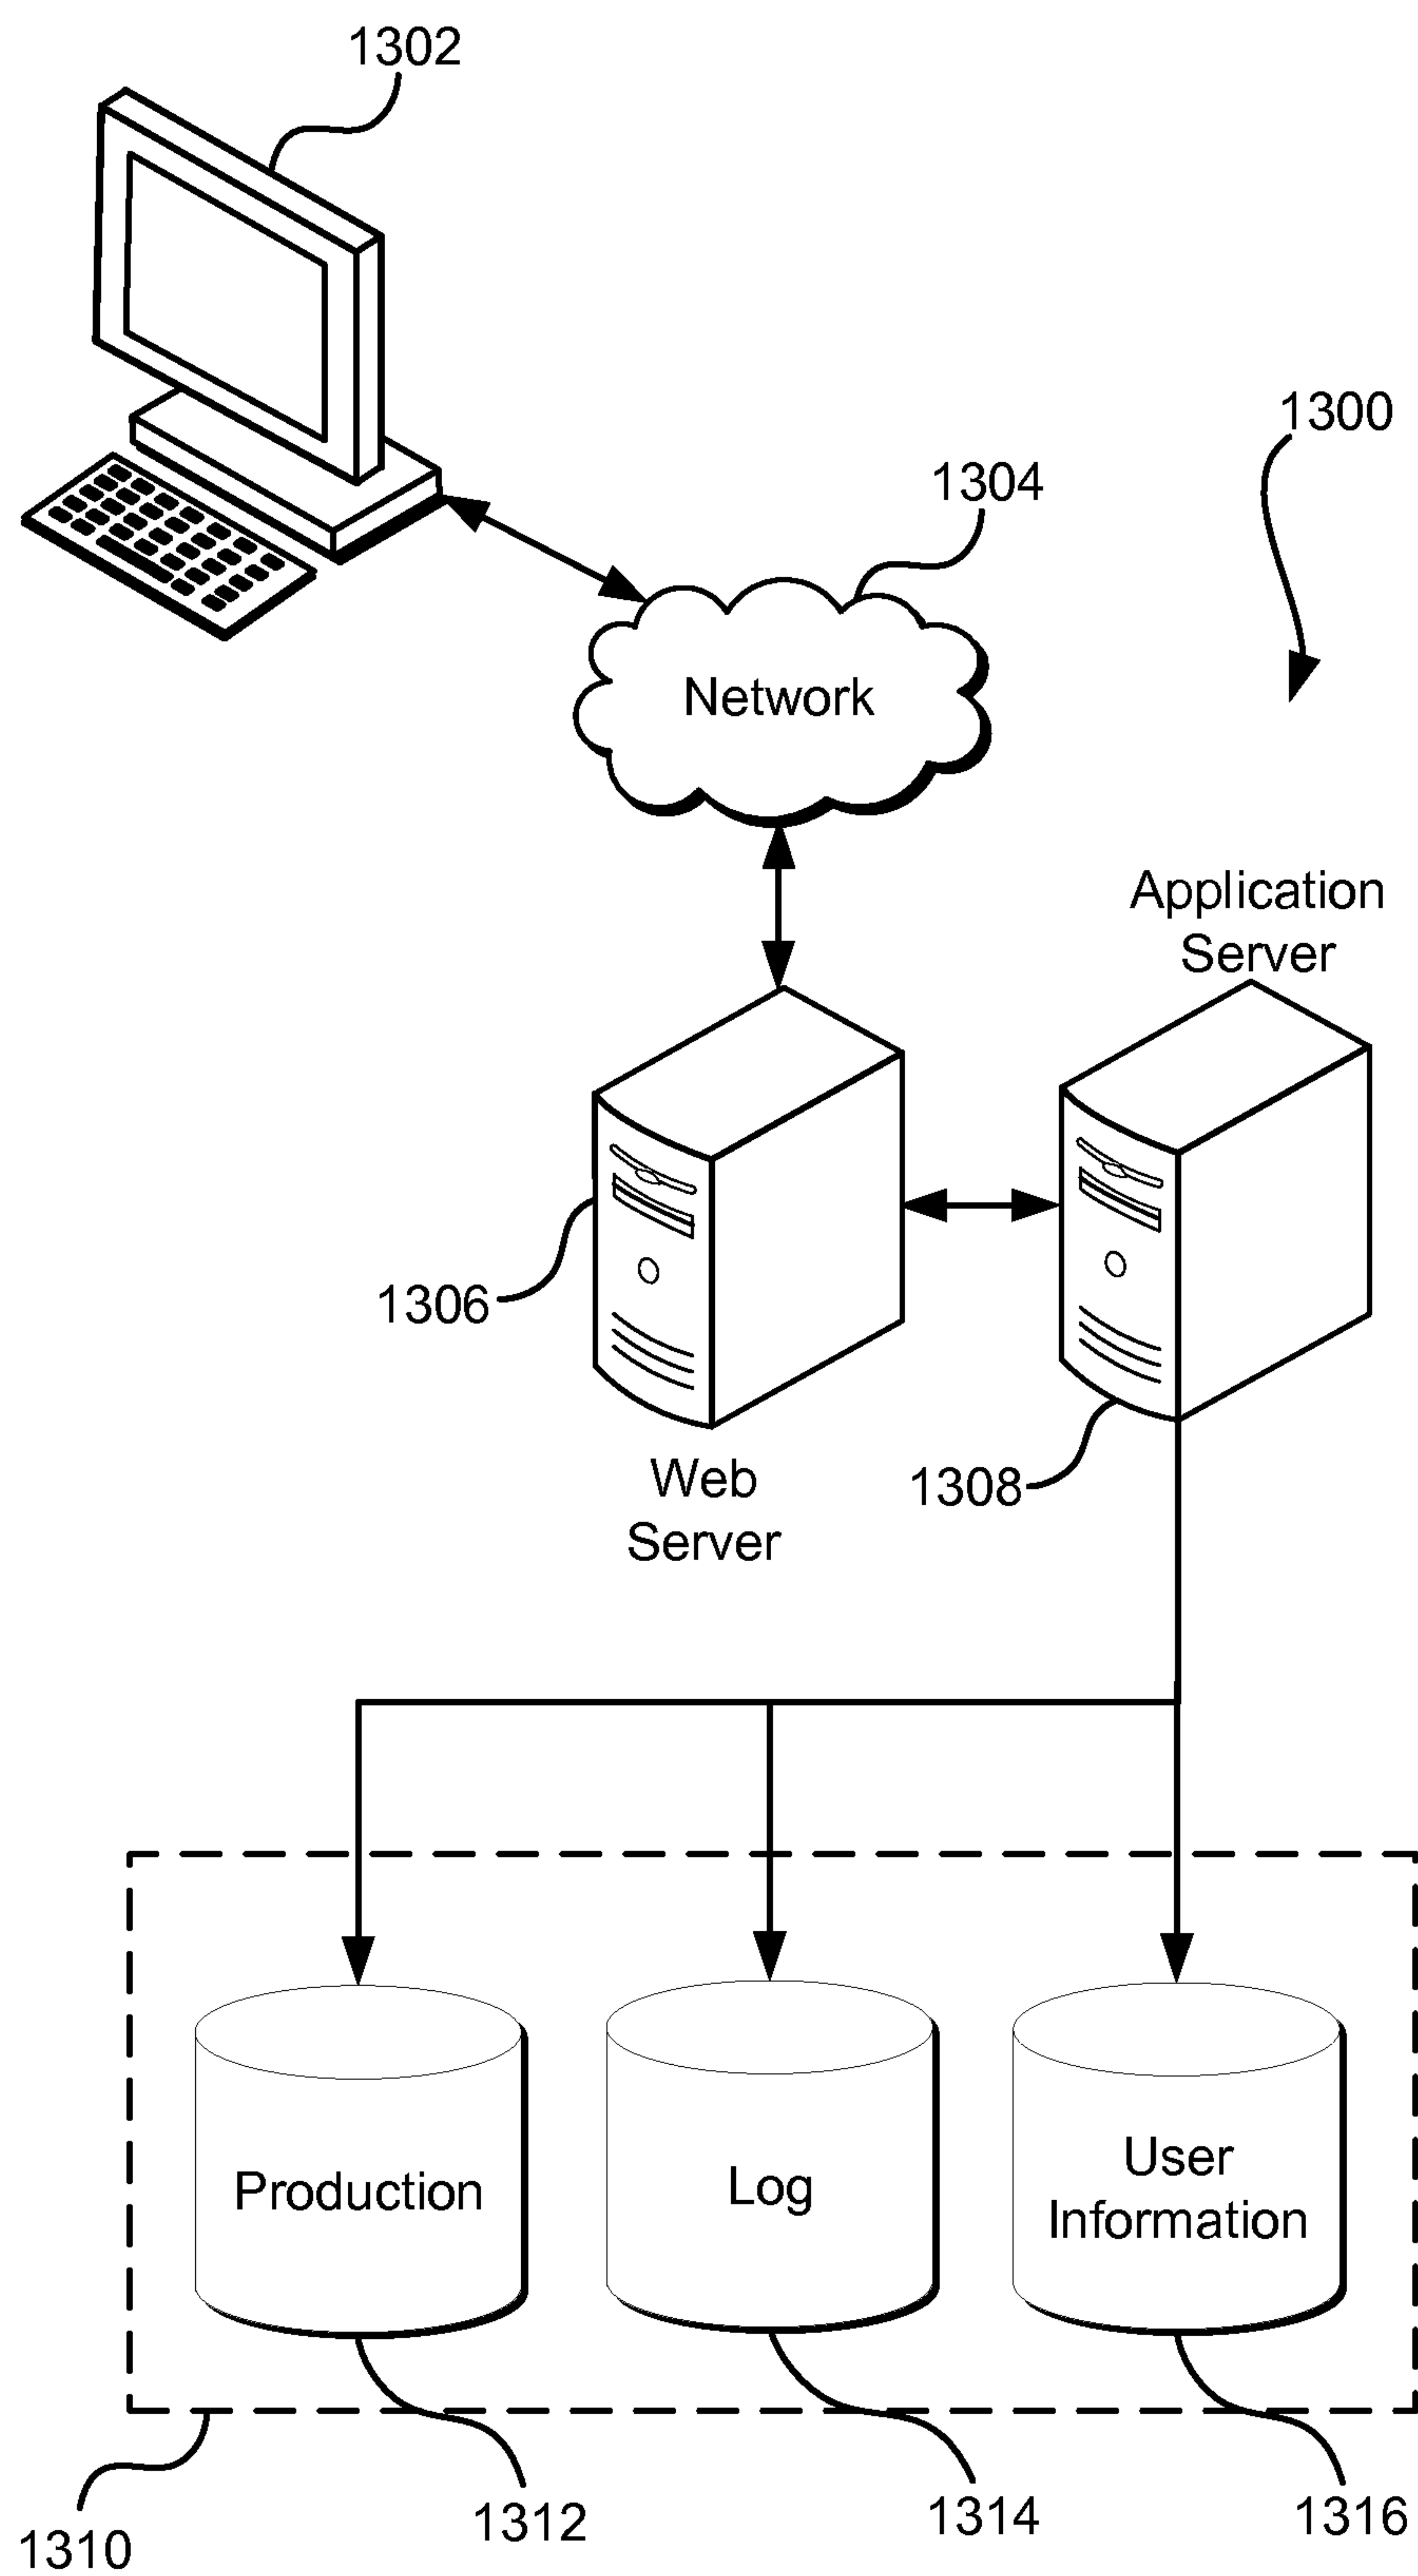 1302
1300
1304
Network
Application
Server
1306
1308
Web
Server
Production
Log
User
Information
1310
1312
1314
1316